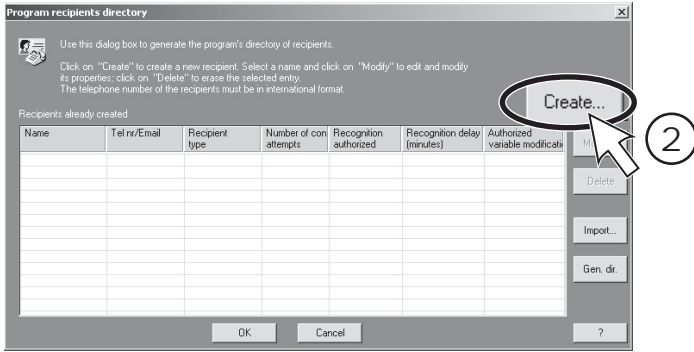 Program recipients directory
Use this dialog box to generate the program's directory of recipients.
Click on "Create" to create a new recipient. Select a name and click on "Modify" to edit and modify
its properties; click on "Delete" to erase the selected entry.
The telephone number of the recipients must be in international format.
Create...
2
Recipients already created
Name Tel nr/Email Recipient type Number of con attempts Recognition authorized Recognition delay (minutes) Authorized variable modificati
Delete
Import...
Gen. dir.
OK Cancel ?